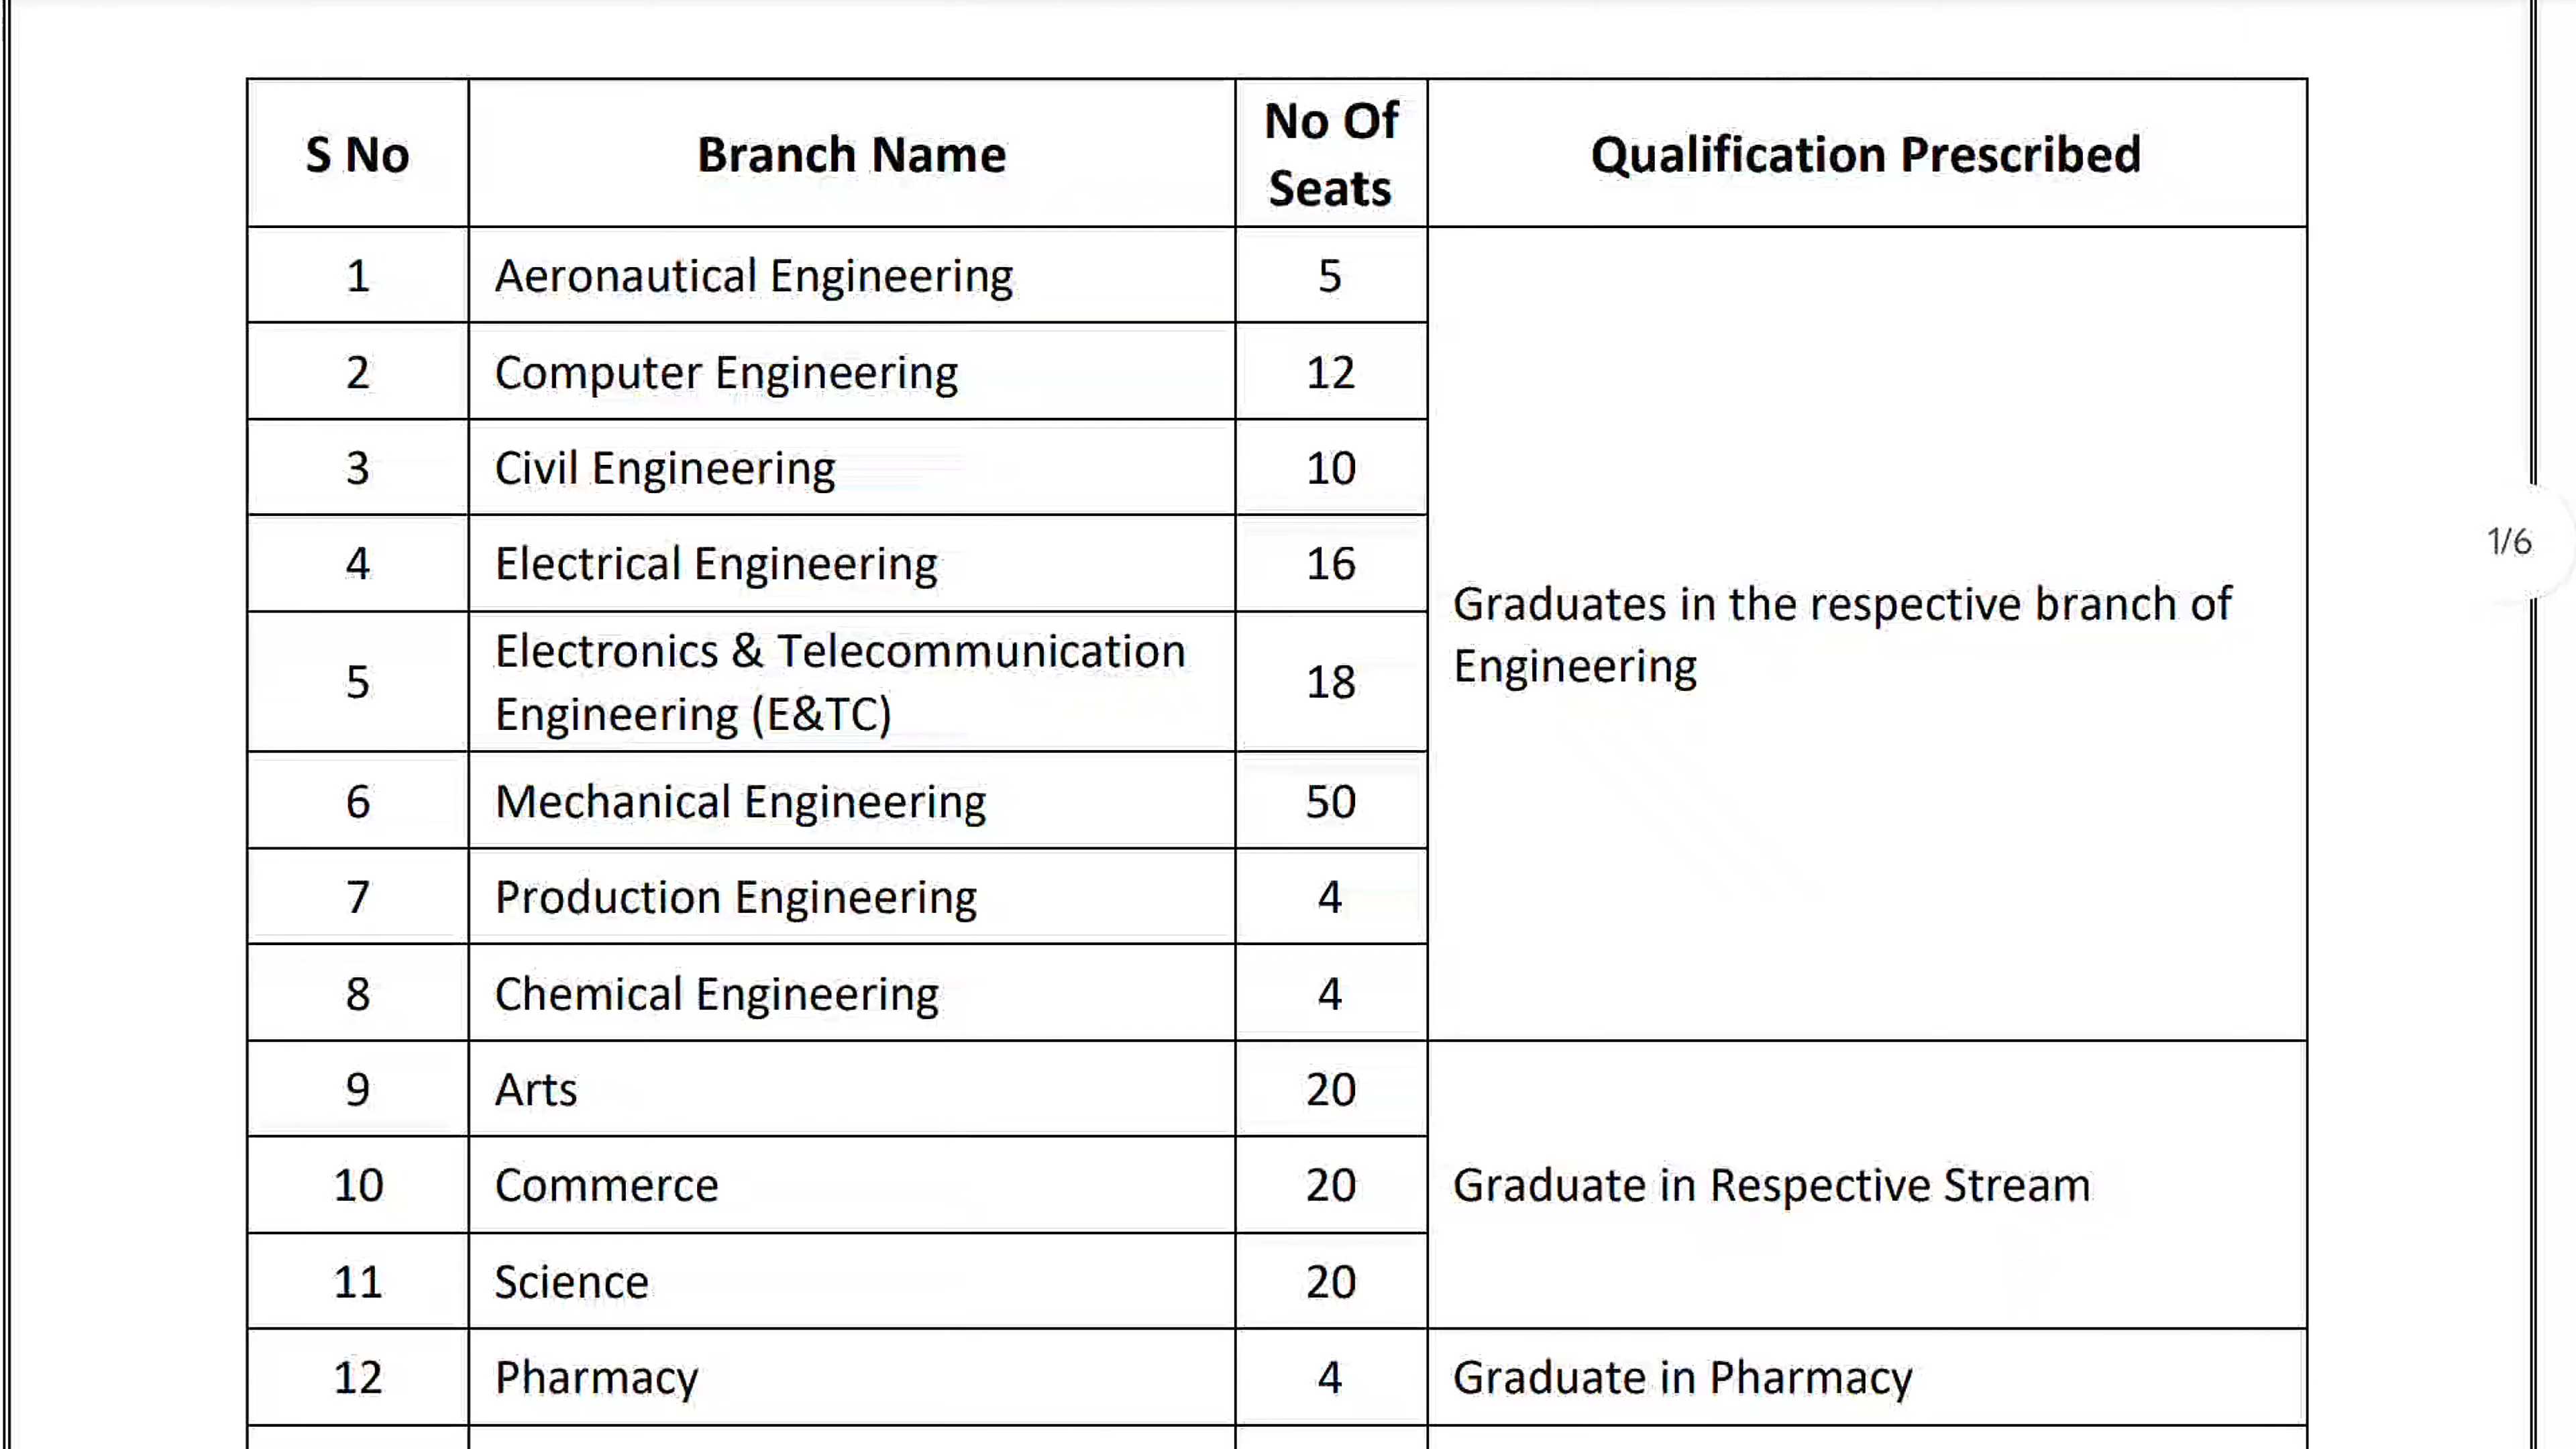 S No Branch Name No Of Seats Qualification Prescribed
1 Aeronautical Engineering 5
2 Computer Engineering 12
3 Civil Engineering 10
4 Electrical Engineering 16
Graduates in the respective branch of
Engineering
5 Electronics & Telecommunication
Engineering (E&TC) 18
6 Mechanical Engineering 50
7 Production Engineering 4
8 Chemical Engineering 4
9 Arts 20
10 Commerce 20 Graduate in Respective Stream
11 Science 20
12 Pharmacy 4 Graduate in Pharmacy
1/6